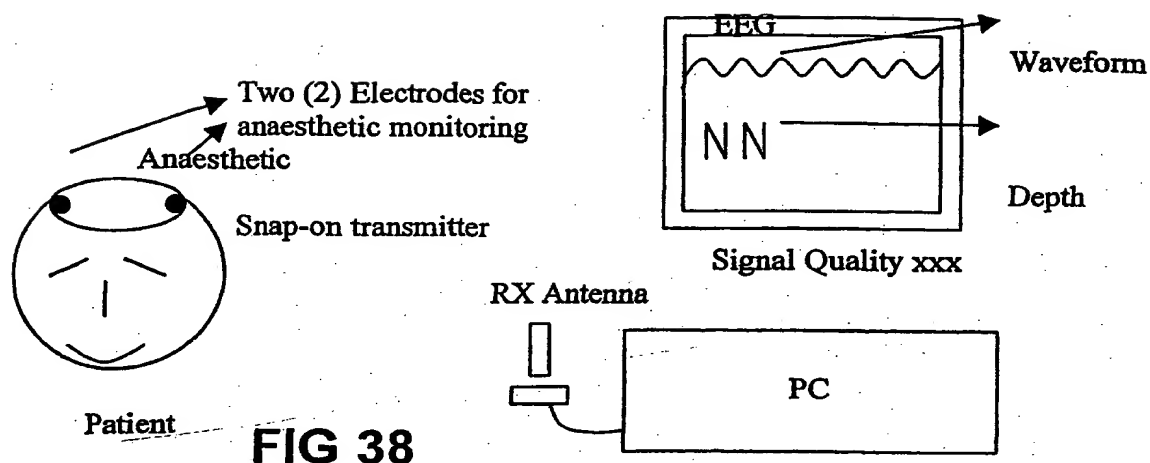 EEG
Waveform
Two (2) Electrodes for
anaesthetic monitoring
Anaesthetic
NN
Depth
Snap-on transmitter
Signal Quality xxx
RX Antenna
PC
Patient
FIG 38